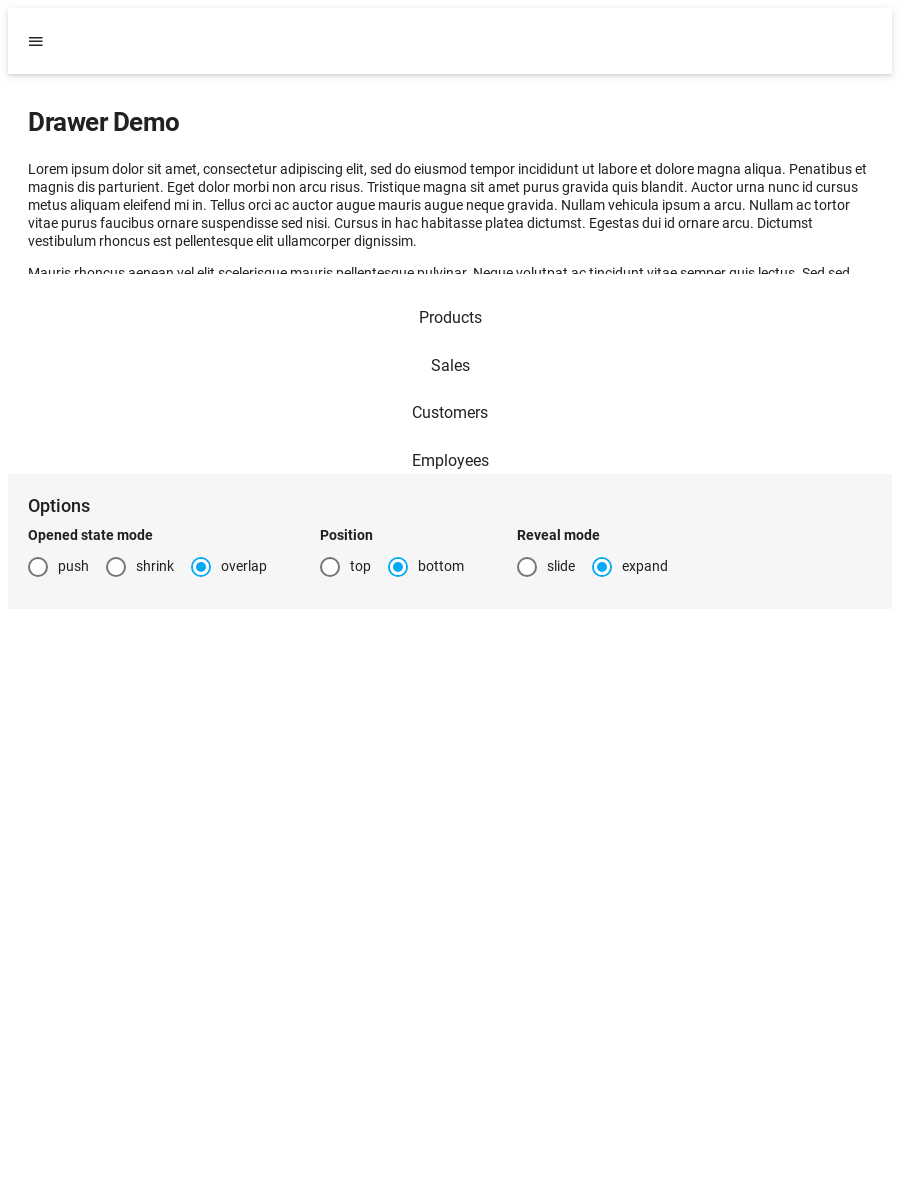 Drawer Demo
Lorem ipsum dolor sit amet, consectetur adipiscing elit, sed do eiusmod tempor incididunt ut labore et dolore magna aliqua. Penatibus et
magnis dis parturient. Eget dolor morbi non arcu risus. Tristique magna sit amet purus gravida quis blandit. Auctor urna nunc id cursus
metus aliquam eleifend mi in. Tellus orci ac auctor augue mauris augue neque gravida. Nullam vehicula ipsum a arcu. Nullam ac tortor
vitae purus faucibus ornare suspendisse sed nisi. Cursus in hac habitasse platea dictumst. Egestas dui id ornare arcu. Dictumst
vestibulum rhoncus est pellentesque elit ullamcorper dignissim.
Mauris rhoncus aenean vel elit scelerisque mauris pellentesque pulvinar. Neque volutpat ac tincidunt vitae semper quis lectus. Sed sed
Products
Sales
Customers
Employees
Options
Opened state mode Position Reveal mode
push shrink overlap top bottom slide expand